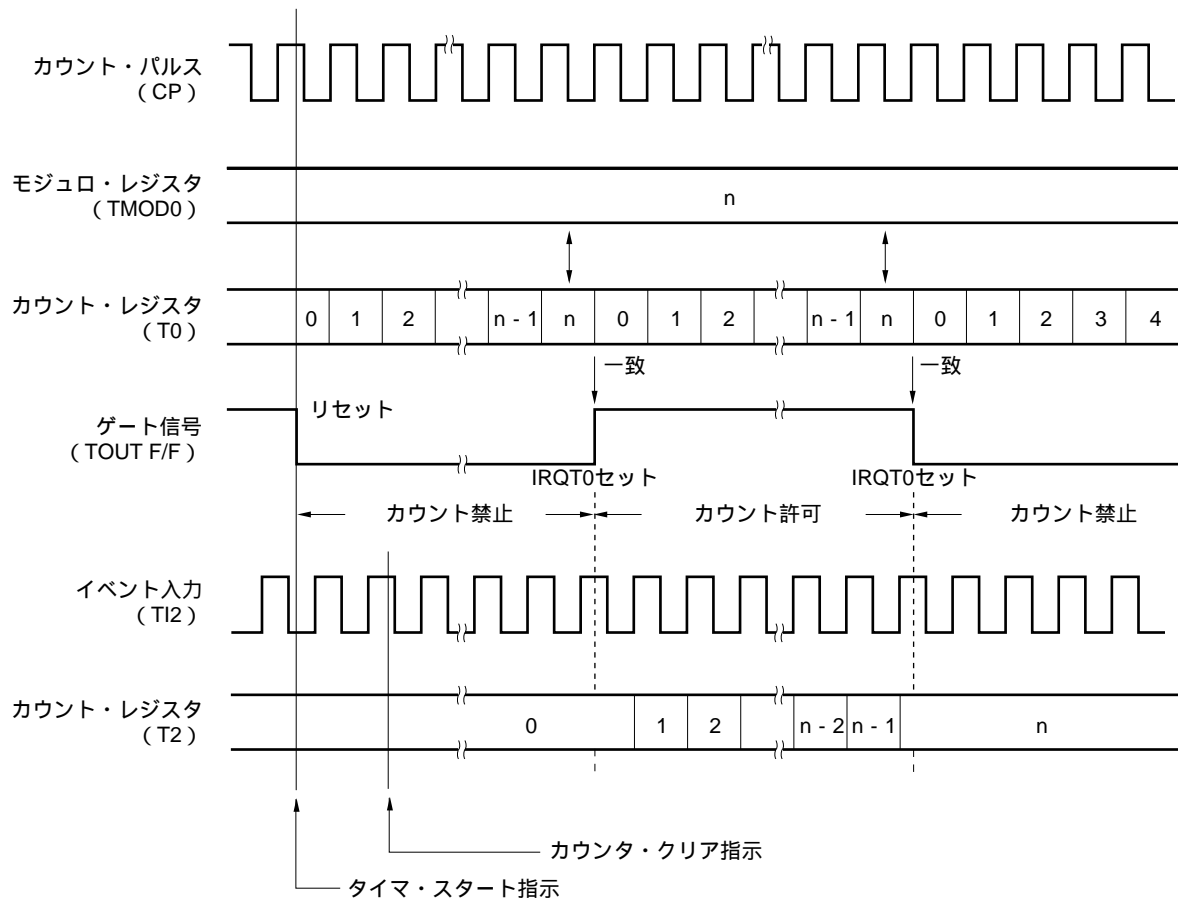 カウント・パルス
（CP）
モジュロ・レジスタ
（TMOD0）
n
カウント・レジスタ
（T0）
0 1 2 n - 1 n 0 1 2 n - 1 n 0 1 2 3 4
一致 一致
ゲート信号
（TOUT F/F）
リセット
IRQT0セット IRQT0セット
カウント禁止 カウント許可 カウント禁止
イベント入力
（TI2）
カウント・レジスタ
（T2）
0 1 2 n - 2 n - 1 n
カウンタ・クリア指示
タイマ・スタート指示